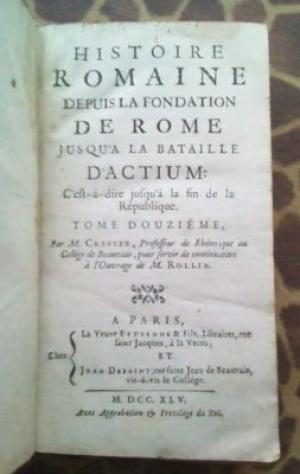 HISTOIRE
ROMAINE
DEPUIS LA FONDATION
DE ROME
JUSQU'A LA BATAILLE
D'ACTIUM:
C'est-à-dire jusqu'à la fin de la
République.
TOME DOUZIÉME,
Par M. CREVIER, Professeur de Rhétorique au
College de Beauvais, pour servir de continuation
à l'Ouvrage de M. ROLLIN.
A PARIS,
Chez
La Veuve ESTIENNE & Fils, Libraires, rue
saint Jacques, à la Vertu;
ET
JEAN DESAINT, rue saint Jean de Beauvais,
vis-à-vis le Collége.
M. DCC. XLV.
Avec Approbation & Privilége du Roi.